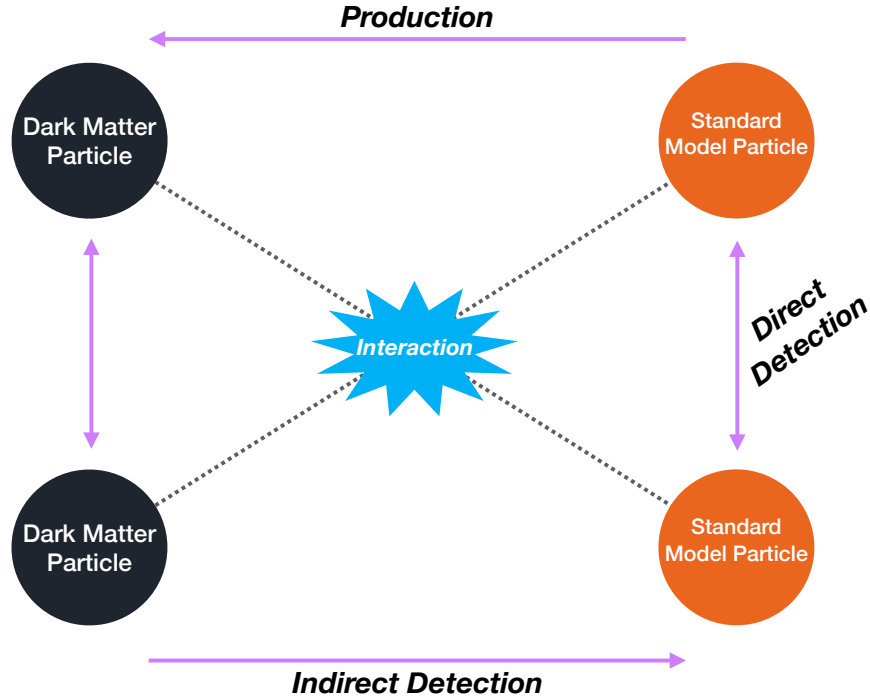 Production
Dark Matter
Particle
Standard
Model Particle
Interaction
Direct
Detection
Dark Matter
Particle
Standard
Model Particle
Indirect Detection